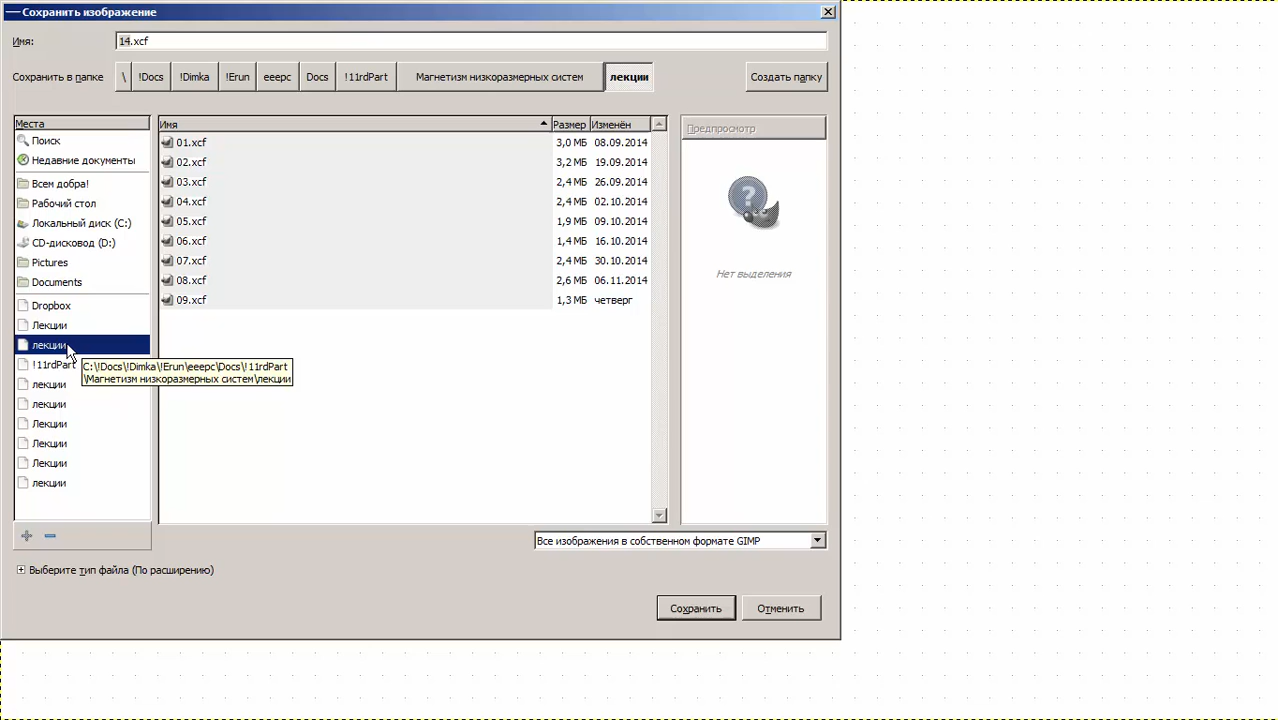 Сохранить изображение
Имя: 14.xcf
Сохранить в папке \ !Docs !Dimka !Erun eeepc Docs !11rdPart Магнетизм низкоразмерных систем лекции Создать папку
Места
Поиск
Недавние документы
Всем добра!
Рабочий стол
Локальный диск (C:)
CD-дисковод (D:)
Pictures
Documents
Dropbox
Лекции
лекции
!11rdPart
лекции
лекции
Лекции
Лекции
Лекции
лекции
Имя Размер Изменён
01.xcf 3,0 МБ 08.09.2014
02.xcf 3,2 МБ 19.09.2014
03.xcf 2,4 МБ 26.09.2014
04.xcf 2,4 МБ 02.10.2014
05.xcf 1,9 МБ 09.10.2014
06.xcf 1,4 МБ 16.10.2014
07.xcf 2,4 МБ 30.10.2014
08.xcf 2,6 МБ 06.11.2014
09.xcf 1,3 МБ четверг
C:\!Docs\!Dimka\!Erun\eeepc\Docs\!11rdPart
\Магнетизм низкоразмерных систем\лекции
Предпросмотр
Нет выделения
Все изображения в собственном формате GIMP
Выберите тип файла (По расширению)
Сохранить Отменить